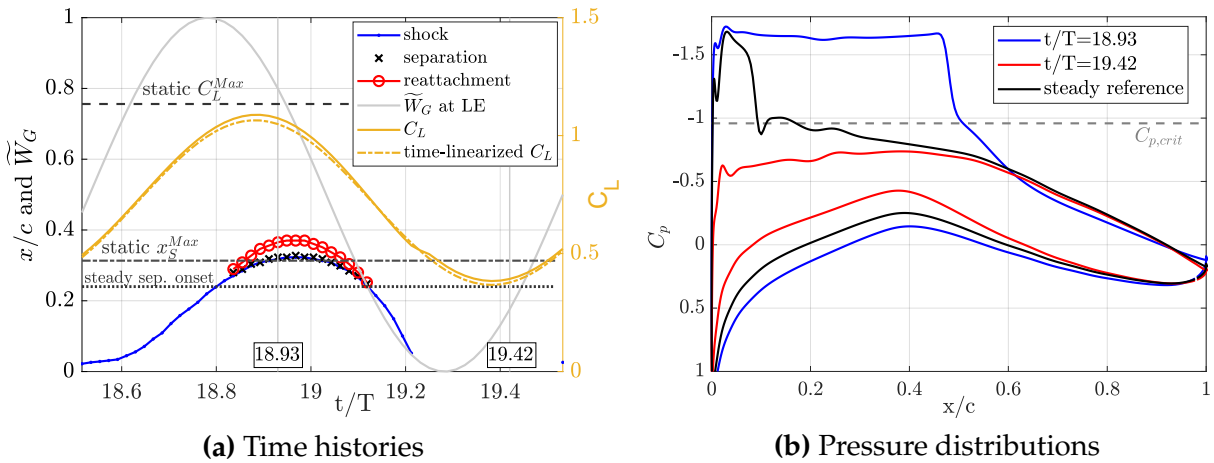 x/c and W̃_G
1
0.8
0.6
0.4
0.2
0
static C_L^Max
static x_S^Max
steady sep. onset
shock
separation
reattachment
W̃_G at LE
C_L
time-linearized C_L
18.93
19.42
1.5
1
0.5
0
C_L
18.6
18.8
19
19.2
19.4
t/T
(a) Time histories
C_p
-1.5
-1
-0.5
0
0.5
1
t/T=18.93
t/T=19.42
steady reference
C_p,crit
0
0.2
0.4
0.6
0.8
1
x/c
(b) Pressure distributions